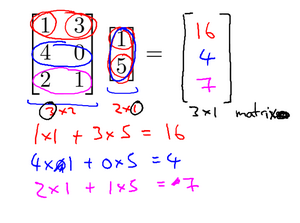 [1 3; 4 0; 2 1] [1; 5] = [16; 4; 7]
3×2 2×1 3×1 matrix
1×1 + 3×5 = 16
4×1 + 0×5 = 4
2×1 + 1×5 = 7